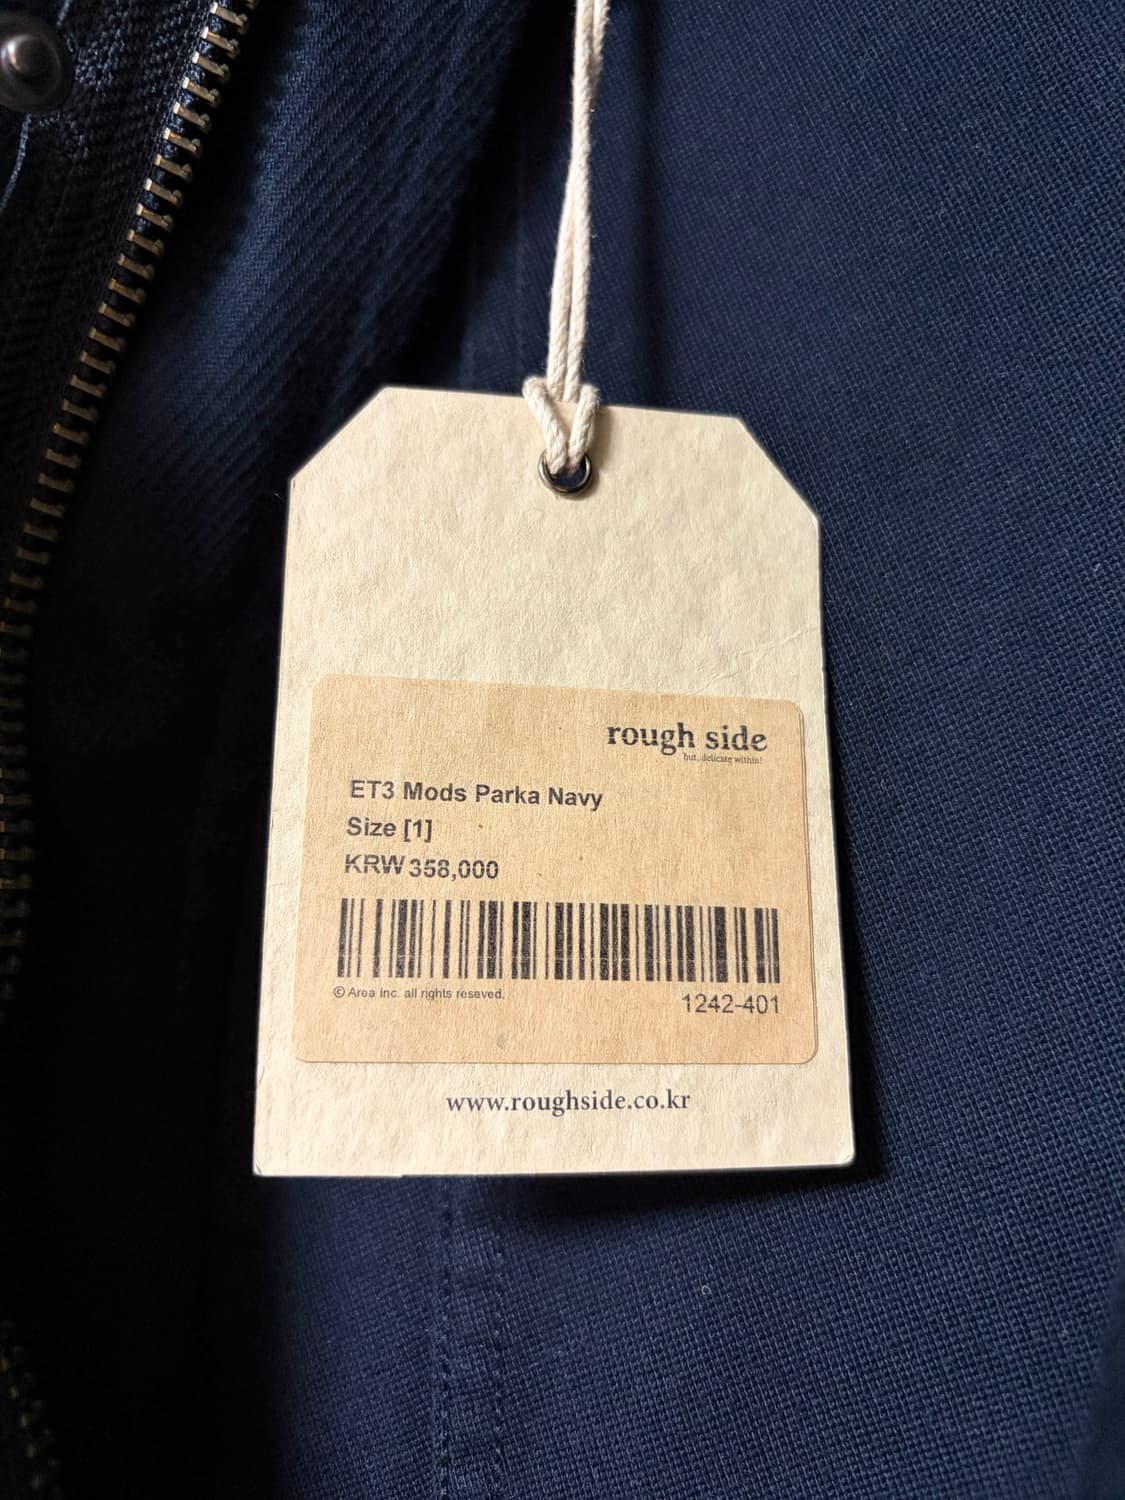 rough side
but, delicate within!
ET3 Mods Parka Navy
Size [1]
KRW 358,000
© Area Inc. all rights reseved.
1242-401
www.roughside.co.kr